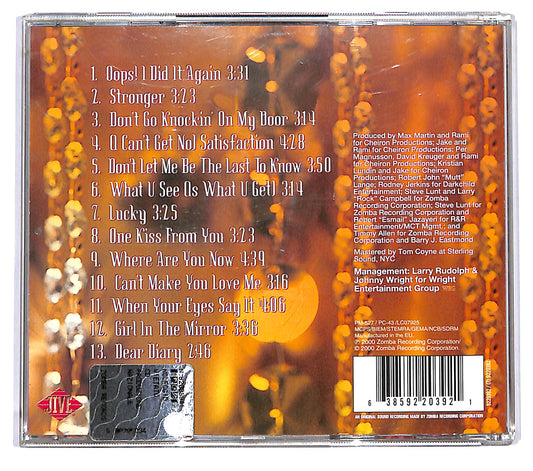 1. Oops! I Did It Again 3:31
2. Stronger 3:23
3. Don't Go Knockin' On My Door 3:14
4. (I Can't Get No) Satisfaction 4:28
5. Don't Let Me Be The Last To Know 3:50
6. What U See (Is What U Get) 3:14
7. Lucky 3:25
8. One Kiss From You 3:23
9. Where Are You Now 4:39
10. Can't Make You Love Me 3:16
11. When Your Eyes Say It 4:06
12. Girl In The Mirror 3:36
13. Dear Diary 2:46
Produced by Max Martin and Rami
for Cheiron Productions; Jake and
Rami for Cheiron Productions; Per
Magnusson, David Kreuger and Rami
for Cheiron Productions; Kristian
Lundin and Jake for Cheiron
Productions; Robert John "Mutt"
Lange; Rodney Jerkins for Darkchild
Entertainment; Steve Lunt and Larry
"Rock" Campbell for Zomba
Recording Corporation; Steve Lunt for
Zomba Recording Corporation and
Robert "Esmail" Jazayeri for R&R
Entertainment/MCT Mgmt.; and
Timmy Allen for Zomba Recording
Corporation and Barry J. Eastmond
Mastered by Tom Coyne at Sterling
Sound, NYC
Management: Larry Rudolph &
Johnny Wright for Wright
Entertainment Group
PM-527 / PC-43 / LC07925
MCPS/BIEM/STEMRA/GEMA/NCB/SDRM
Manufactured in the EU.
℗ 2000 Zomba Recording Corporation
© 2000 Zomba Recording Corporation
6 38592 20392 1
JIVE
AN ORIGINAL SOUND RECORDING MADE BY ZOMBA RECORDING CORPORATION